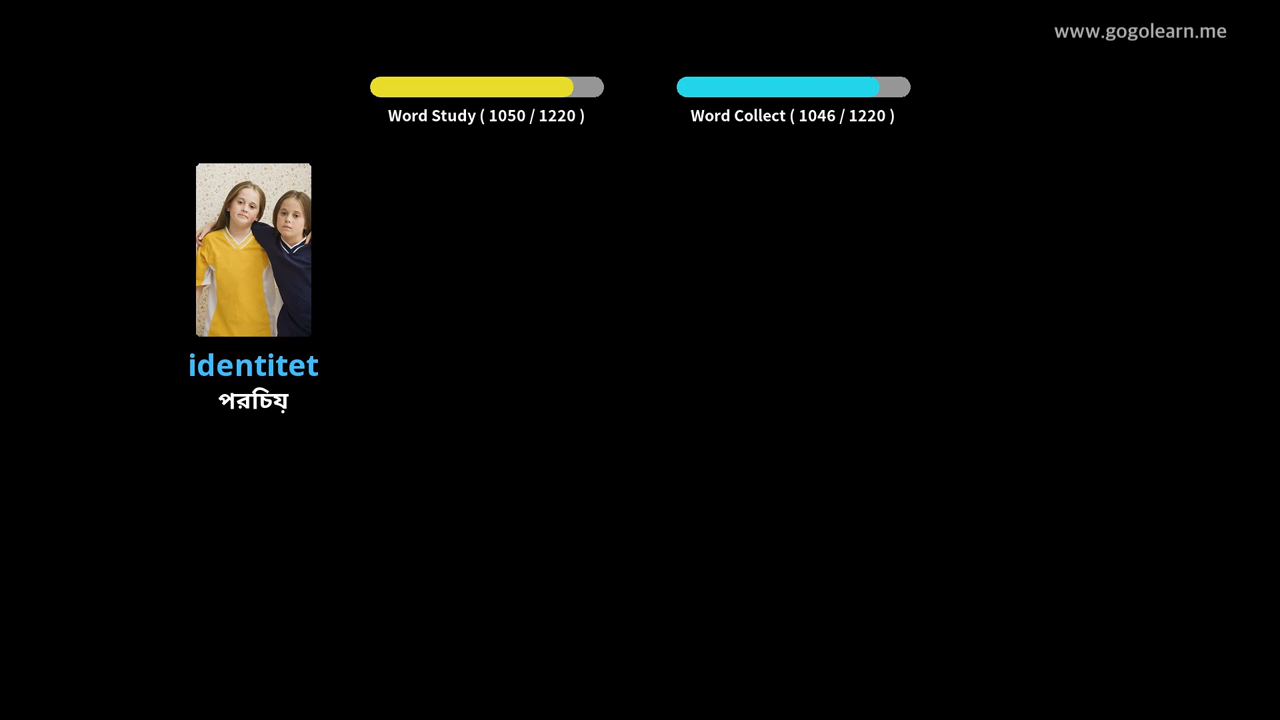 www.gogolearn.me
Word Study ( 1050 / 1220 )
Word Collect ( 1046 / 1220 )
identitet
পরিচয়